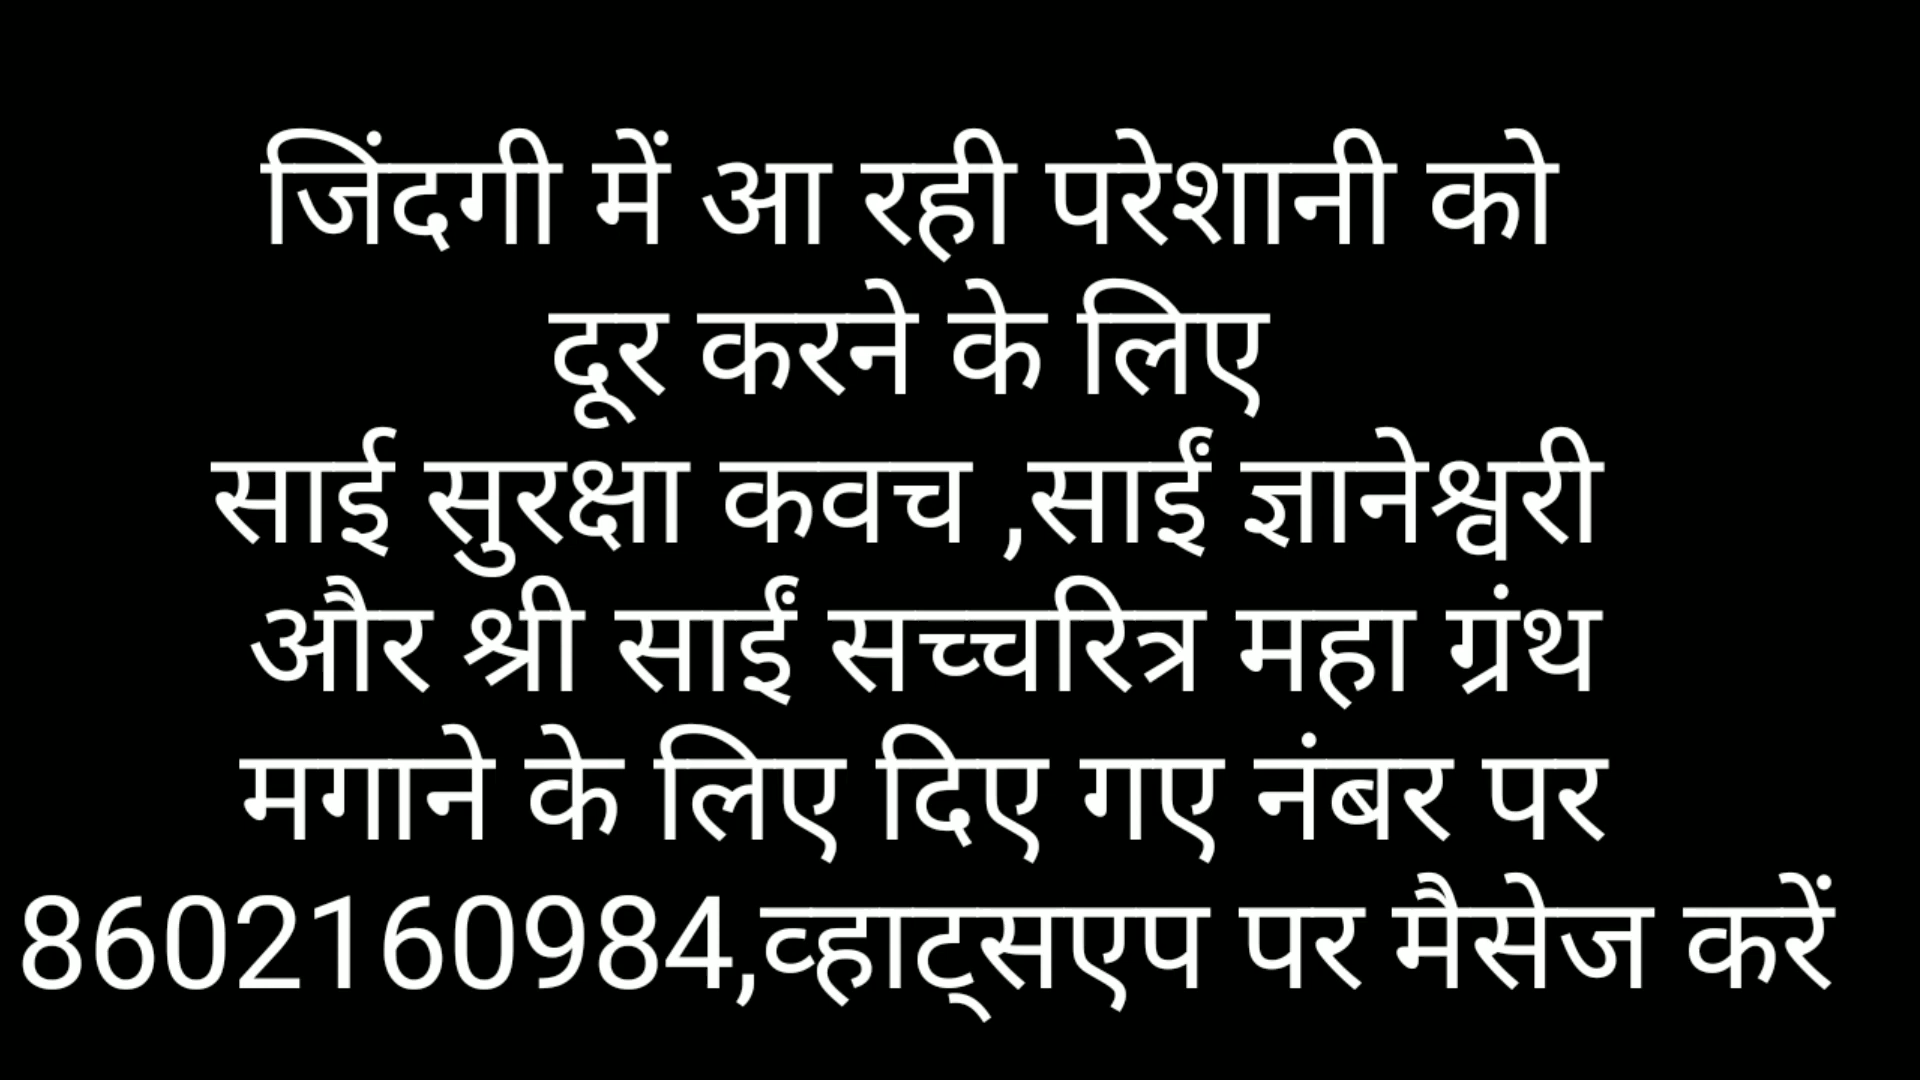 जिंदगी में आ रही परेशानी को
दूर करने के लिए
साई सुरक्षा कवच ,साईं ज्ञानेश्वरी
और श्री साईं सच्चरित्र महा ग्रंथ
मगाने के लिए दिए गए नंबर पर
8602160984,व्हाट्सएप पर मैसेज करें